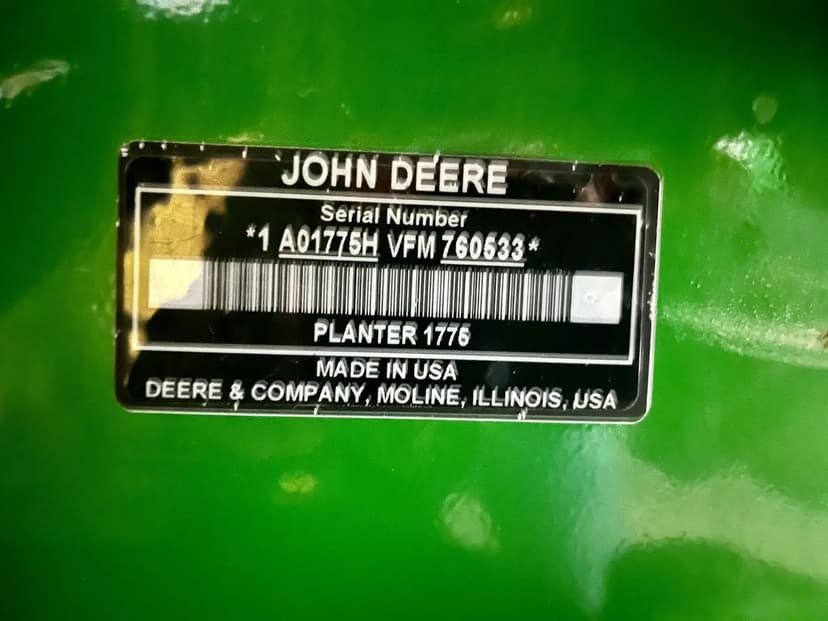 JOHN DEERE
Serial Number
*1 A01775H VFM 760533*
PLANTER 1775
MADE IN USA
DEERE & COMPANY, MOLINE, ILLINOIS, USA